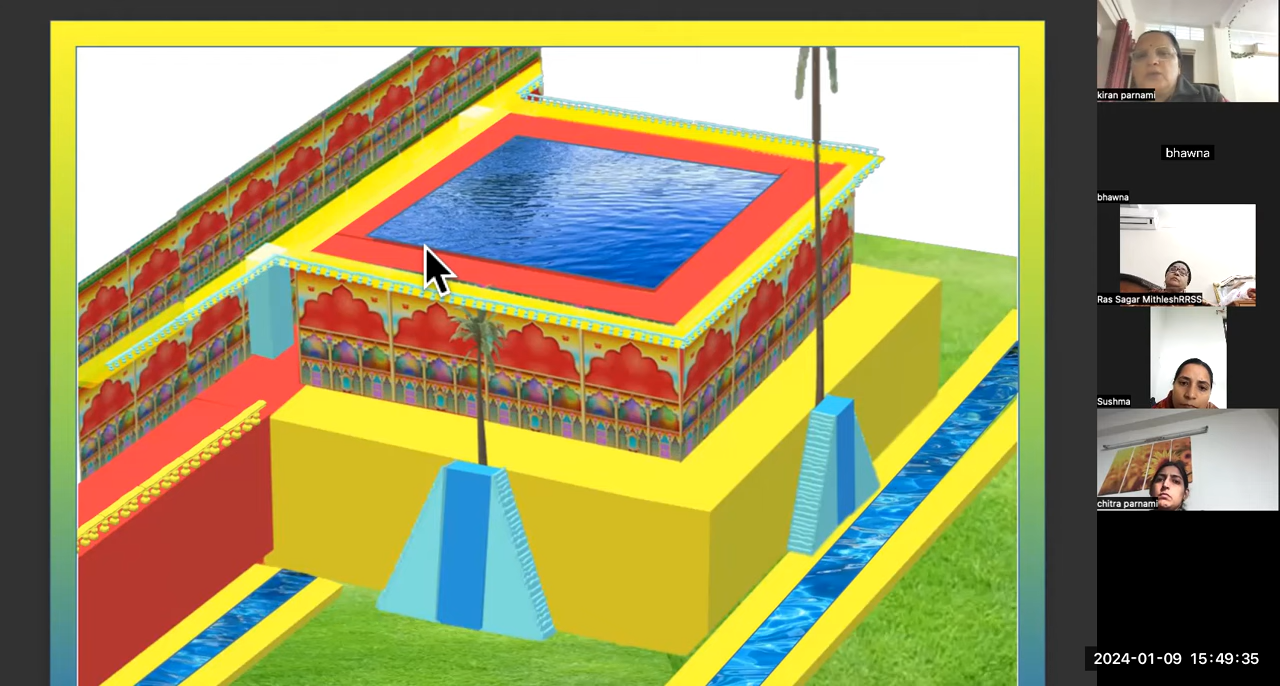 kiran parnami
bhawna
bhawna
Ras Sagar MithleshRRSS
Sushma
chitra parnami
2024-01-09 15:49:35